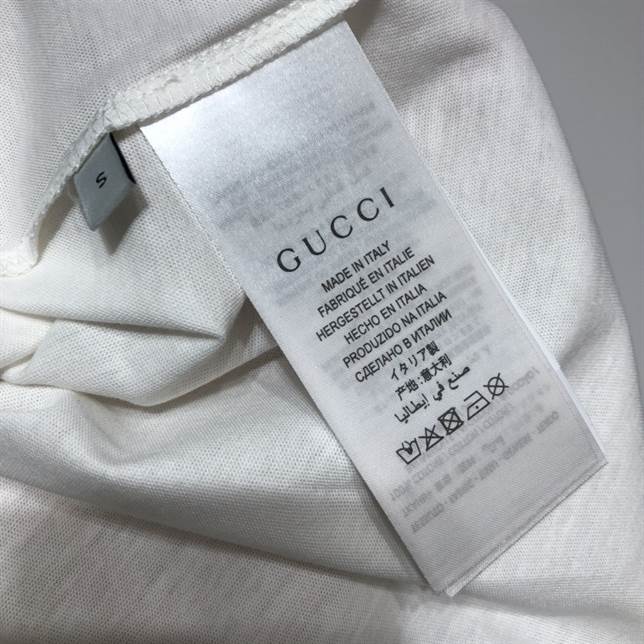 S
GUCCI
MADE IN ITALY
FABRIQUÉ EN ITALIE
HERGESTELLT IN ITALIEN
HECHO EN ITALIA
PRODUZIDO NA ITALIA
СДЕЛАНО В ИТАЛИИ
イタリア製
产地:意大利
صنع في إيطاليا